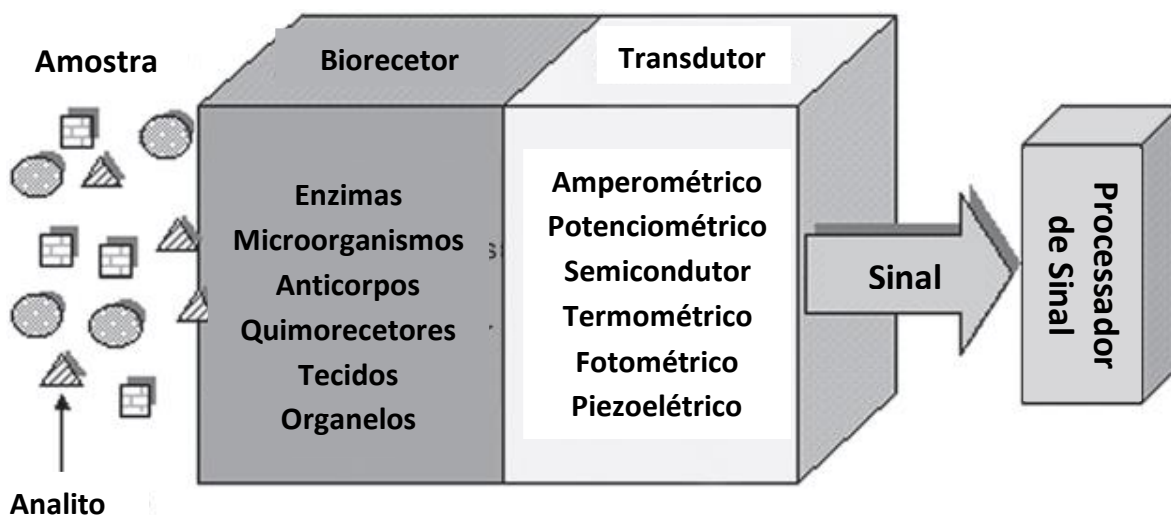 Amostra
Biorecetor
Transdutor
Enzimas
Microorganismos
Anticorpos
Quimorecetores
Tecidos
Organelos
Amperométrico
Potenciométrico
Semicondutor
Termométrico
Fotométrico
Piezoelétrico
Sinal
Processador
de Sinal
Analito